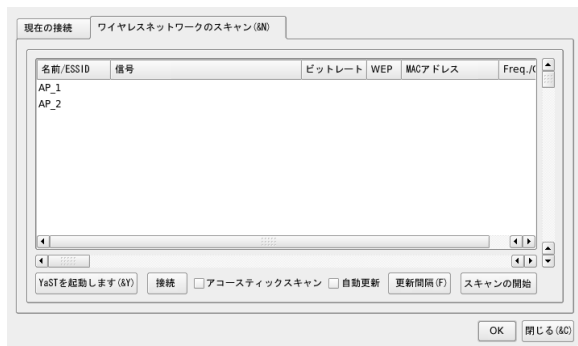 現在の接続 ワイヤレスネットワークのスキャン(&N)
名前/ESSID 信号 ビットレート WEP MACアドレス Freq./C
AP_1
AP_2
YaSTを起動します(&Y) 接続 アコースティックスキャン 自動更新 更新間隔(F) スキャンの開始
OK 閉じる(&C)